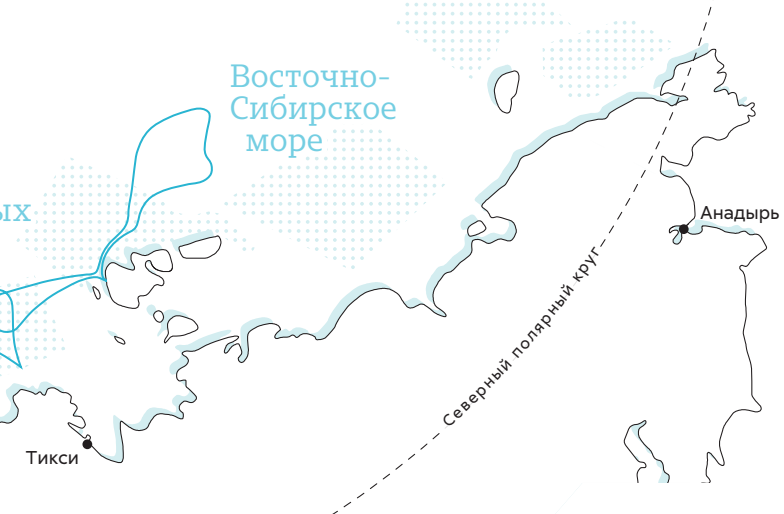 Восточно-
Сибирское
море
ых
Анадырь
Северный полярный круг
Тикси